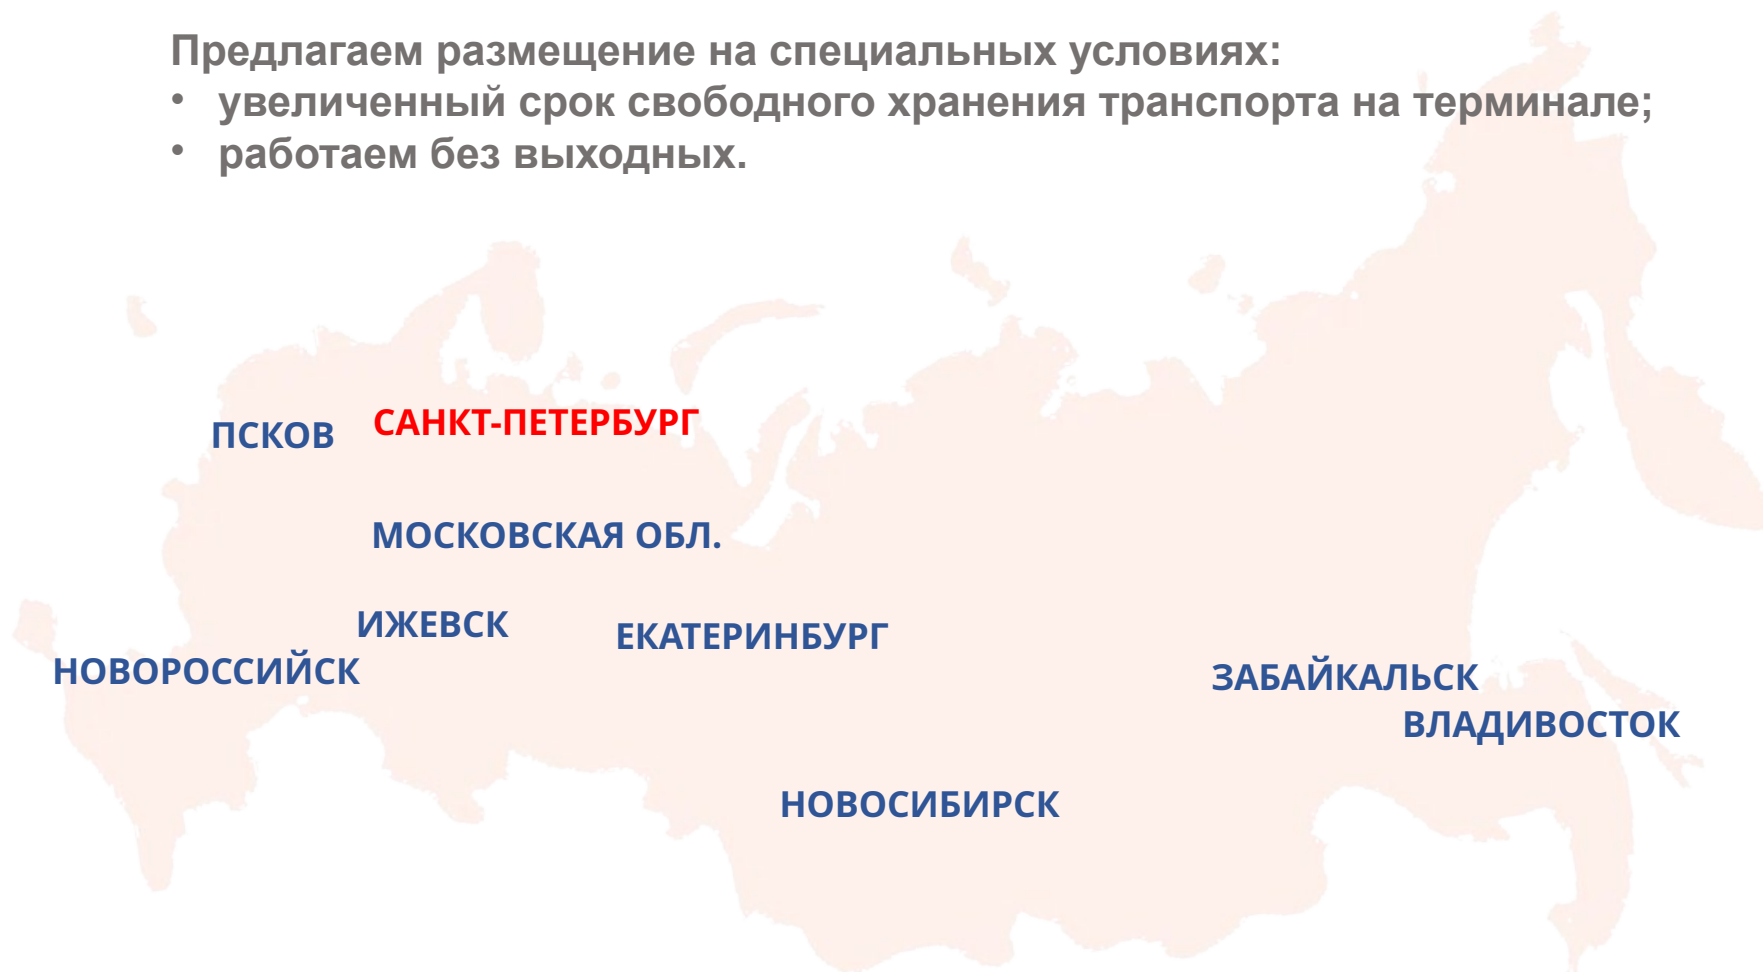 Предлагаем размещение на специальных условиях:
• увеличенный срок свободного хранения транспорта на терминале;
• работаем без выходных.
САНКТ-ПЕТЕРБУРГ
ПСКОВ
МОСКОВСКАЯ ОБЛ.
ИЖЕВСК
ЕКАТЕРИНБУРГ
НОВОРОССИЙСК
ЗАБАЙКАЛЬСК
ВЛАДИВОСТОК
НОВОСИБИРСК